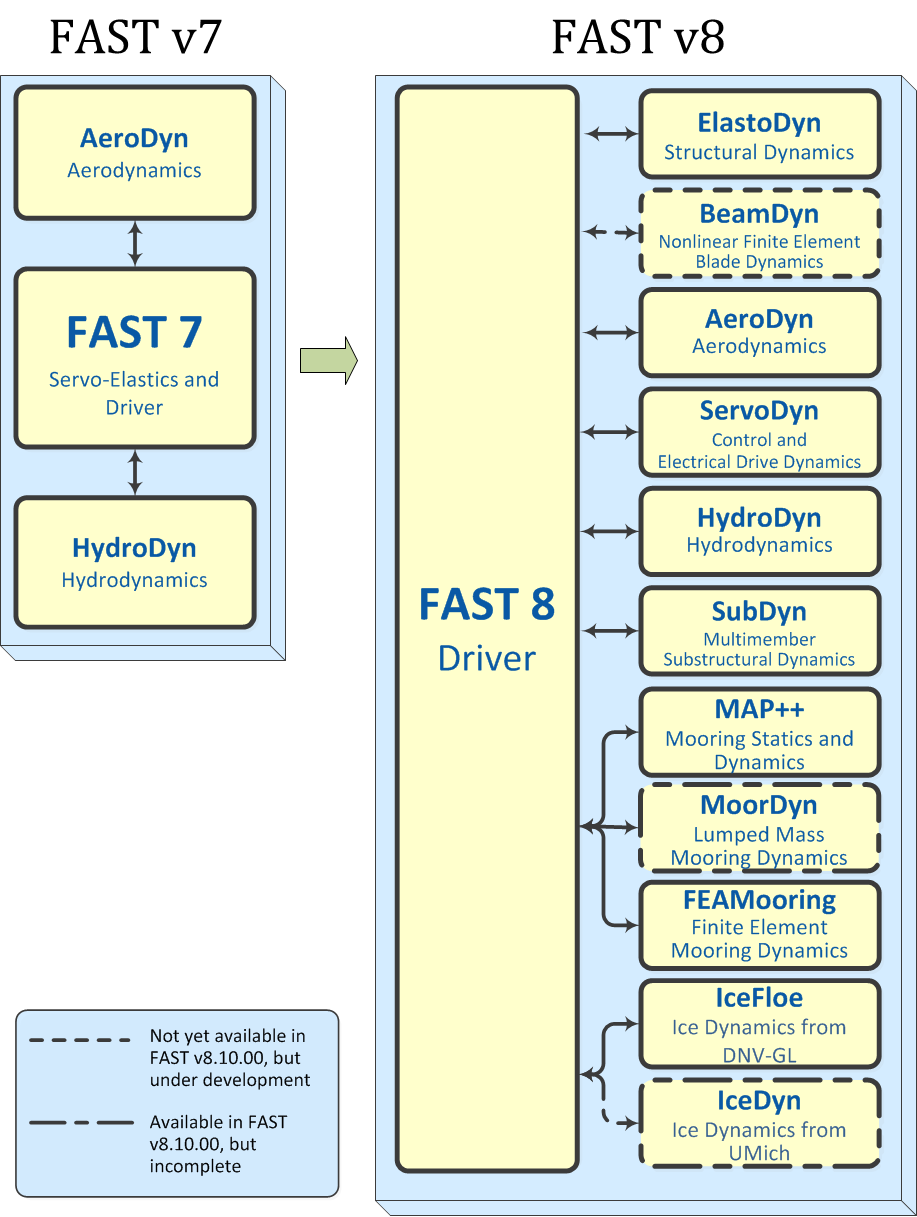 FAST v7
AeroDyn
Aerodynamics
FAST 7
Servo-Elastics and
Driver
HydroDyn
Hydrodynamics
FAST v8
FAST 8
Driver
ElastoDyn
Structural Dynamics
BeamDyn
Nonlinear Finite Element
Blade Dynamics
AeroDyn
Aerodynamics
ServoDyn
Control and
Electrical Drive Dynamics
HydroDyn
Hydrodynamics
SubDyn
Multimember
Substructural Dynamics
MAP++
Mooring Statics and
Dynamics
MoorDyn
Lumped Mass
Mooring Dynamics
FEAMooring
Finite Element
Mooring Dynamics
IceFloe
Ice Dynamics from
DNV-GL
IceDyn
Ice Dynamics from
UMich
Not yet available in
FAST v8.10.00, but
under development
Available in FAST
v8.10.00, but
incomplete